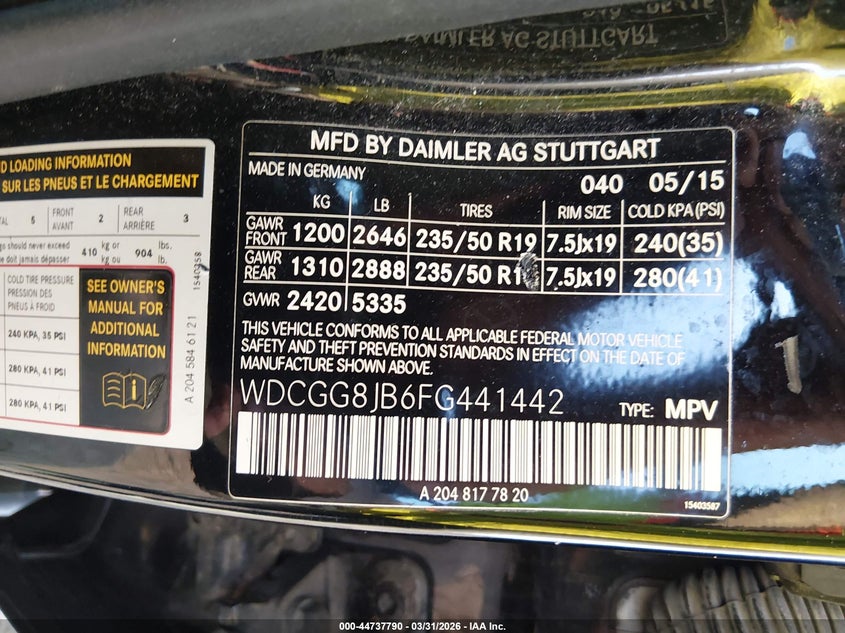 DAIMLER AG STUTTGART
D LOADING INFORMATION
SUR LES PNEUS ET LE CHARGEMENT
5 FRONT AVANT 2 REAR ARRIÈRE 3
should never exceed
doit jamais dépasser 410 kg or kg ou 904 lbs. lb.
COLD TIRE PRESSURE
PRESSION DES
PNEUS À FROID
240 KPA, 35 PSI
280 KPA, 41 PSI
280 KPA, 41 PSI
SEE OWNER'S
MANUAL FOR
ADDITIONAL
INFORMATION
A 204 584 61 21
1540358
MFD BY DAIMLER AG STUTTGART
MADE IN GERMANY
040 05/15
KG LB TIRES RIM SIZE COLD KPA (PSI)
GAWR FRONT 1200 2646 235/50 R19 7.5Jx19 240(35)
GAWR REAR 1310 2888 235/50 7.5Jx19 280(41)
GVWR 2420 5335
THIS VEHICLE CONFORMS TO ALL APPLICABLE FEDERAL MOTOR VEHICLE
SAFETY AND THEFT PREVENTION STANDARDS IN EFFECT ON THE DATE OF
MANUFACTURE SHOWN ABOVE.
WDCGG8JB6FG441442
TYPE: MPV
A 204 817 78 20
15403587
000-44737790 - 03/31/2026 - IAA Inc.